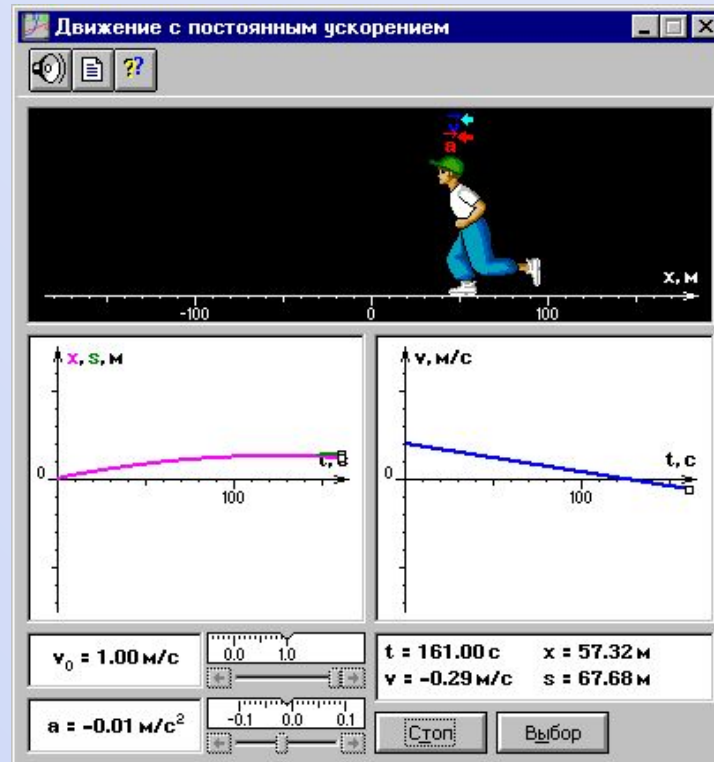 Движение с постоянным ускорением
??
v
a
x, м
-100 0 100
x, s, м
0
t, c
100
v, м/с
0
t, c
100
v₀ = 1.00 м/с
0.0 1.0
a = -0.01 м/с²
-0.1 0.0 0.1
t = 161.00 с x = 57.32 м
v = -0.29 м/с s = 67.68 м
Стоп
Выбор